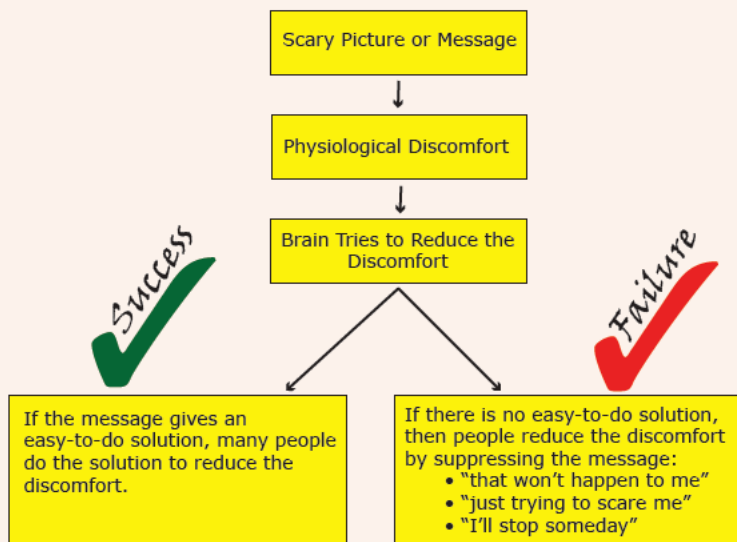 Scary Picture or Message
Physiological Discomfort
Brain Tries to Reduce the
Discomfort
Success
Failure
If the message gives an
easy-to-do solution, many people
do the solution to reduce the
discomfort.
If there is no easy-to-do solution,
then people reduce the discomfort
by suppressing the message:
• “that won’t happen to me”
• “just trying to scare me”
• “I’ll stop someday”